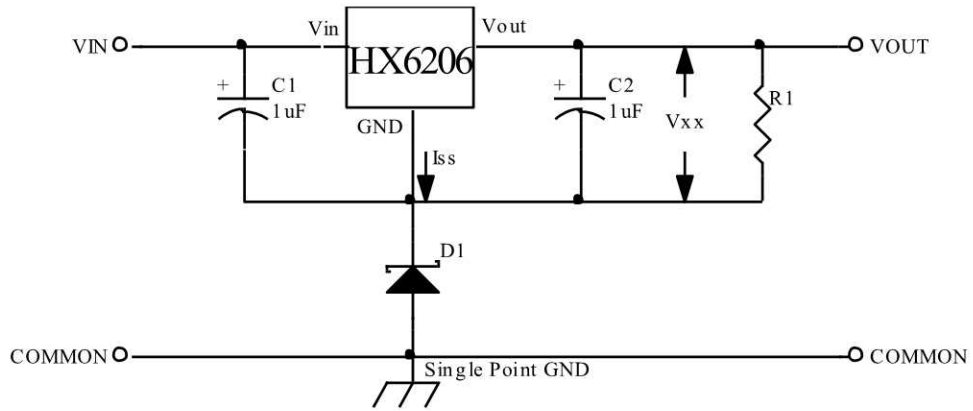 Vin
Vout
VIN
VOUT
HX6206
+
C1
1uF
+
C2
1uF
R1
Vxx
GND
Iss
D1
COMMON
COMMON
Single Point GND